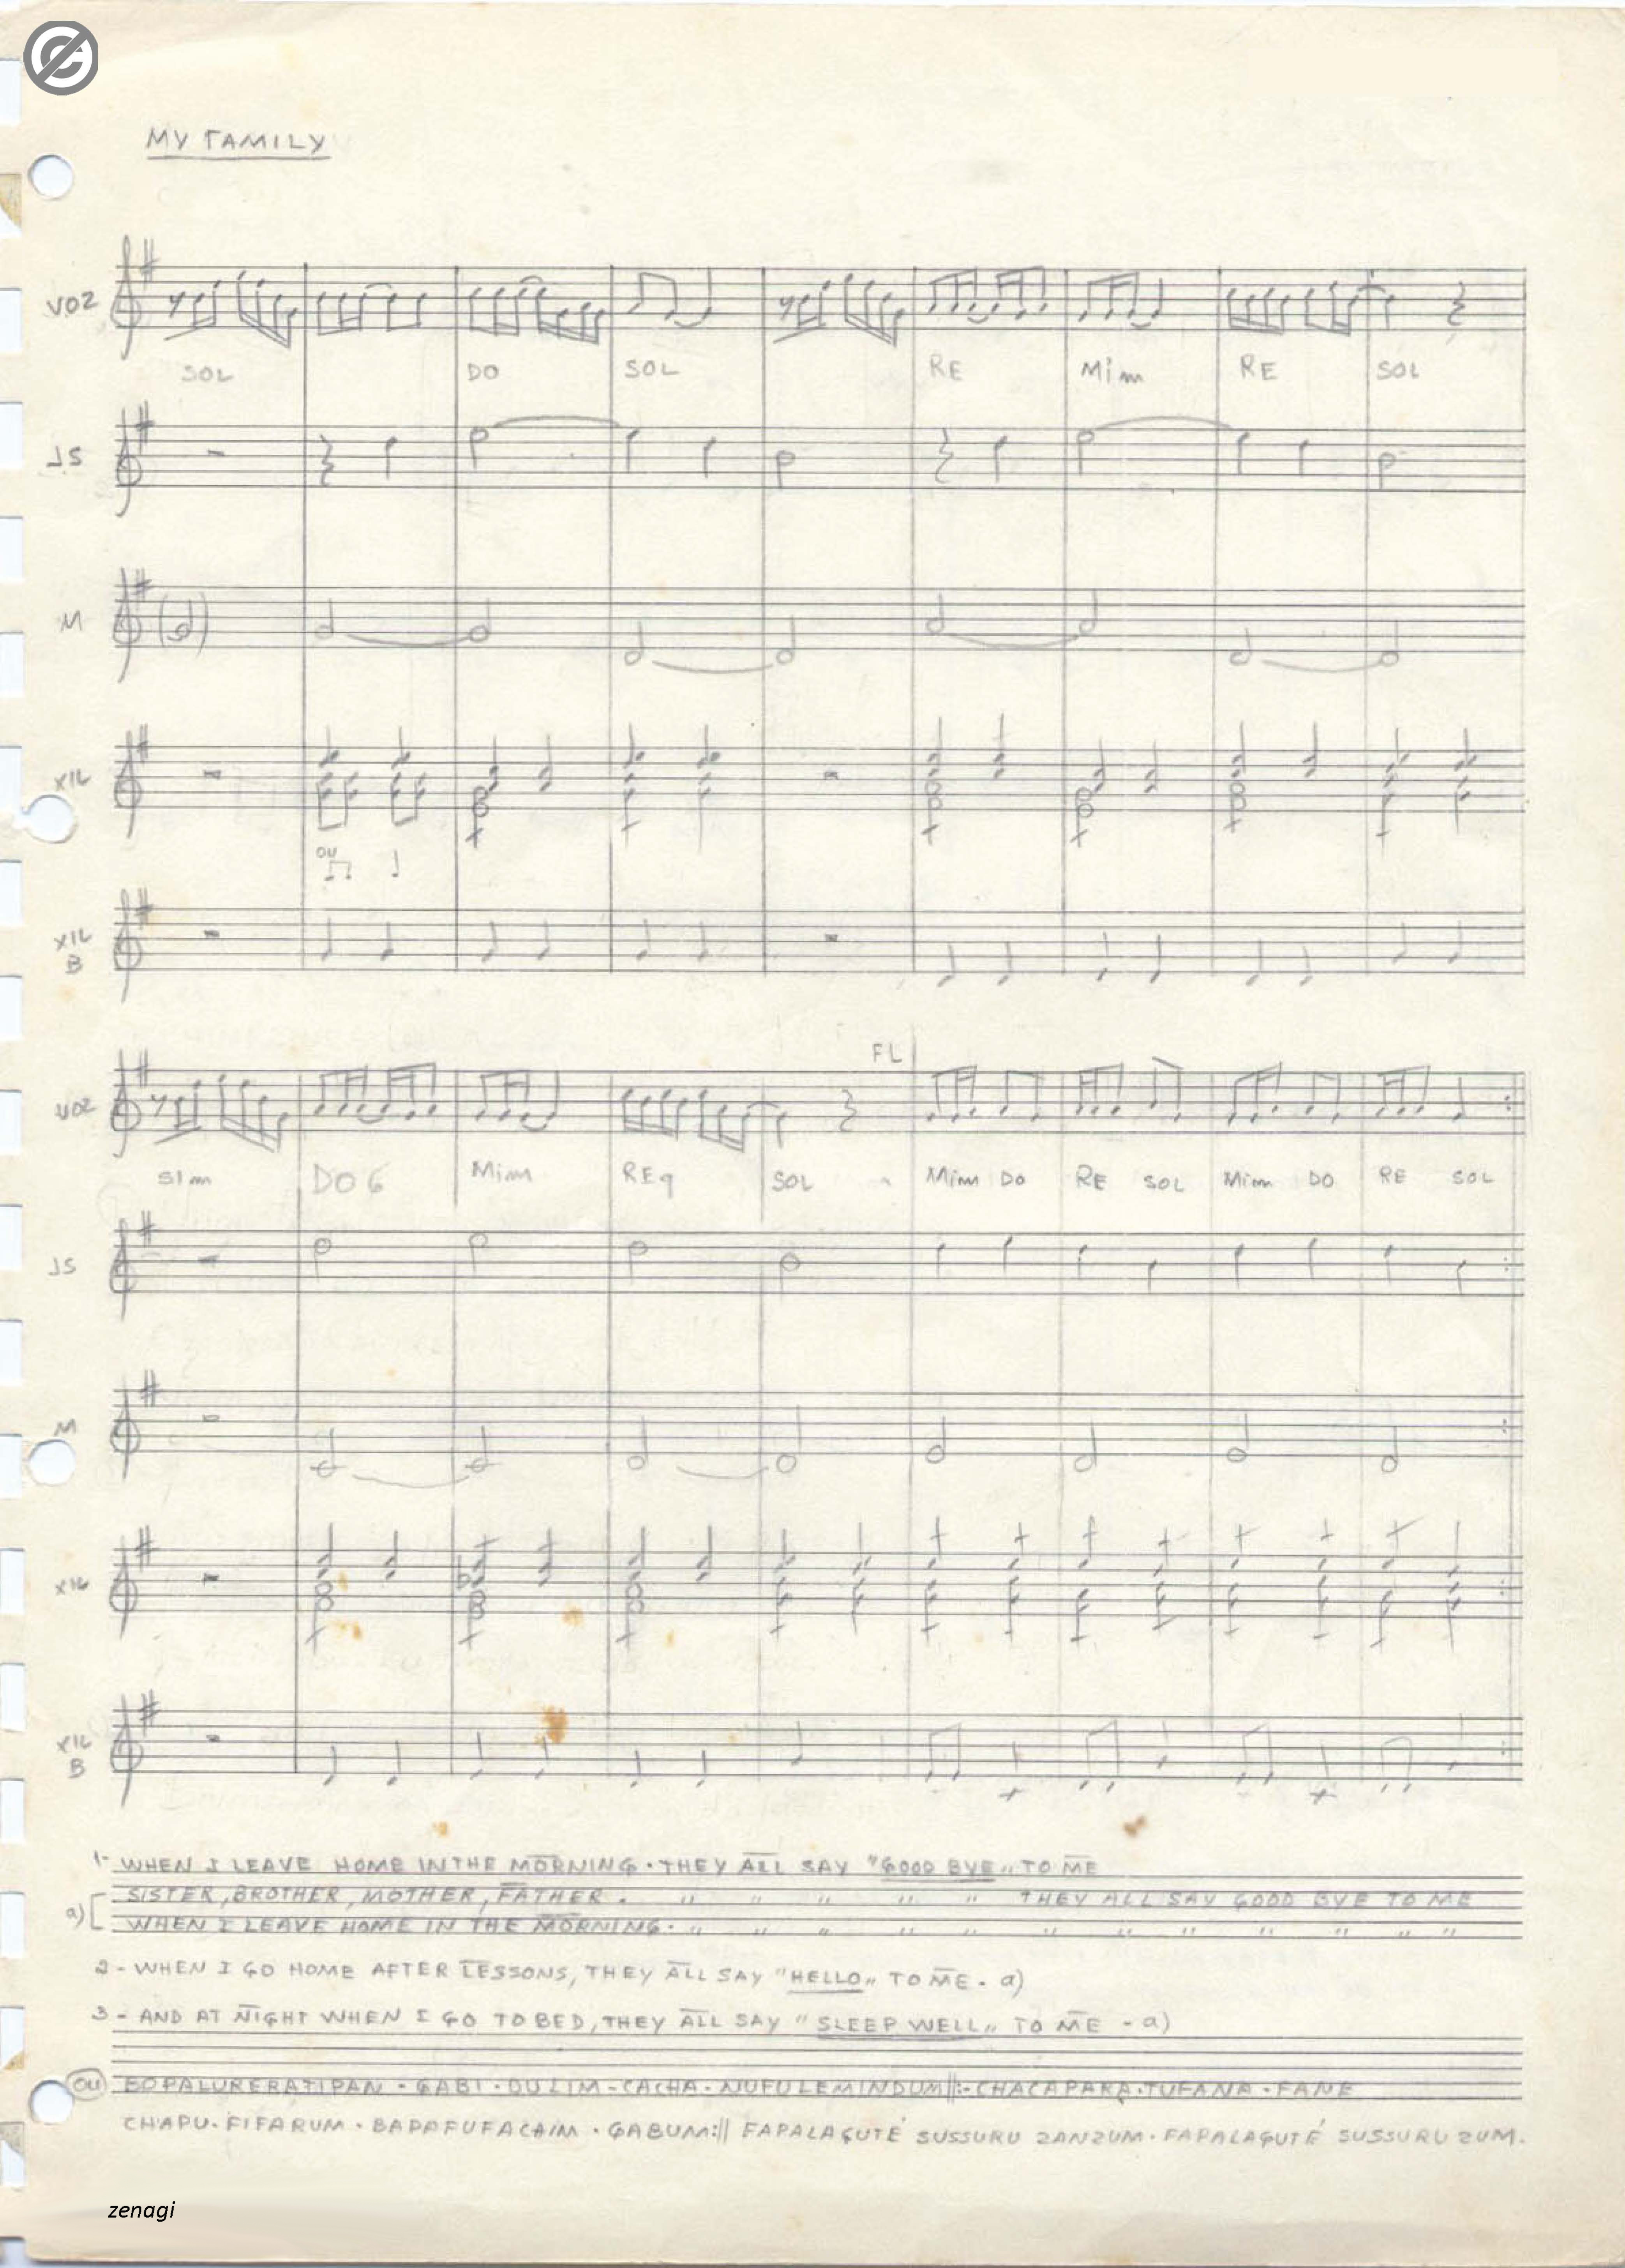 MY FAMILY
VOZ
SOL DO SOL RE Mim RE SOL
JS
M
XIL
OU
XIL
B
FL
VOZ
SIm DO6 Mim RE9 SOL Mim DO RE SOL Mim DO RE SOL
JS
M
XIL
XIL
B
1- WHEN I LEAVE HOME IN THE MORNING . THEY ALL SAY "GOOD BYE" TO ME
a) SISTER, BROTHER, MOTHER, FATHER . " " " " " THEY ALL SAY GOOD BYE TO ME
WHEN I LEAVE HOME IN THE MORNING . " " " " " " " " " " "
2 - WHEN I GO HOME AFTER LESSONS, THEY ALL SAY "HELLO" TO ME . a)
3 - AND AT NIGHT WHEN I GO TO BED, THEY ALL SAY "SLEEP WELL" TO ME - a)
OU BOPALURERATIPAN . GABI . DULIM - CACHA . NUFULEMINDUM ||:- CHACAPARA . TUFANA . FANE
CHAPU . FIFARUM . BADAFUFACAIM . GABUM :|| FAPALAGUTÉ SUSSURU ZANZUM . FAPALAGUTÉ SUSSURU ZUM .
zenagi